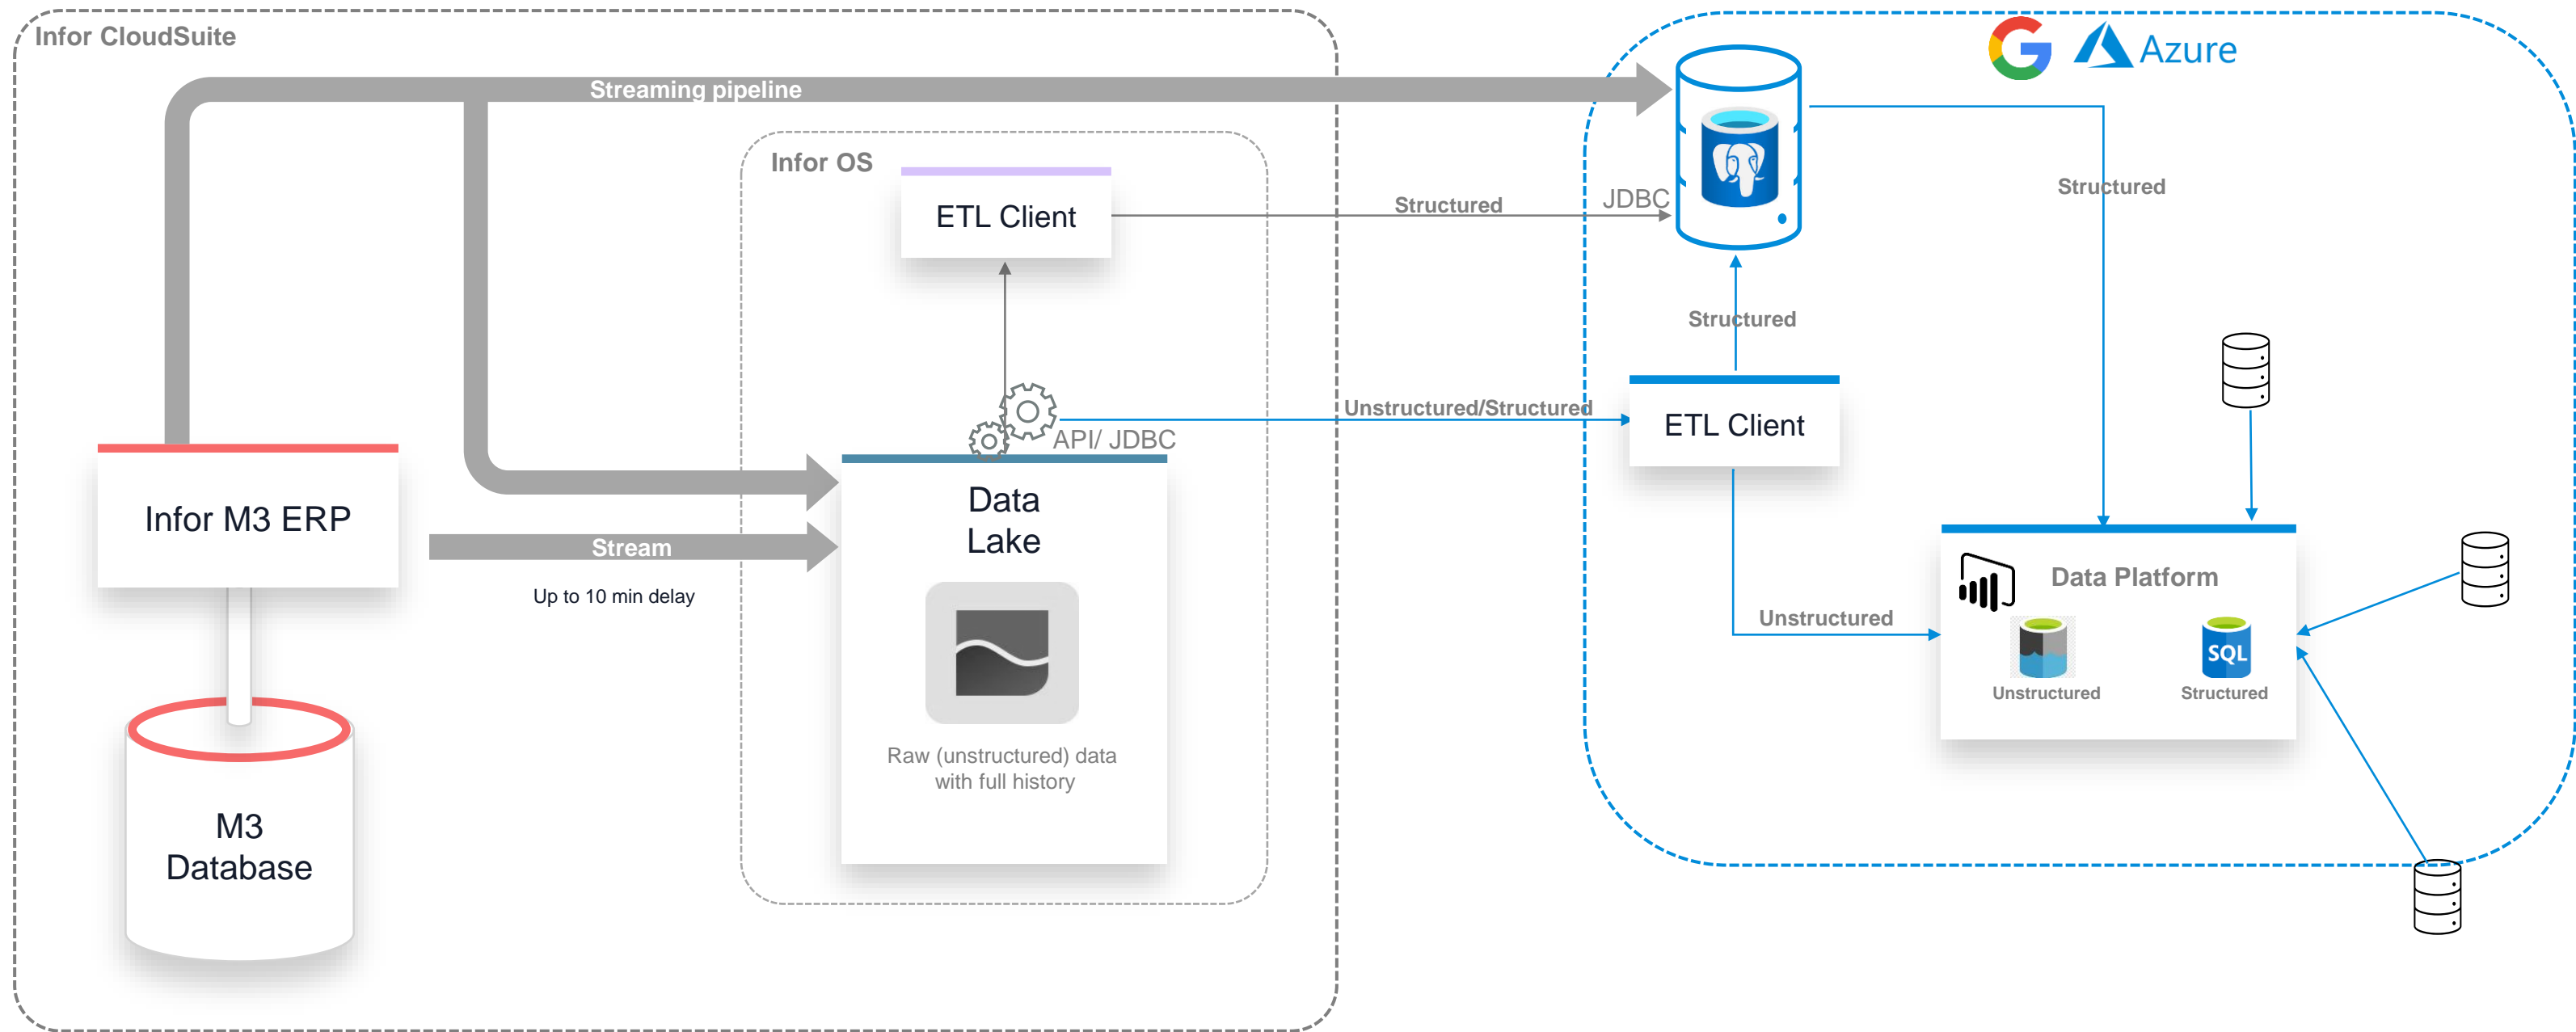 Infor CloudSuite
Azure
Streaming pipeline
Infor OS
ETL Client
Structured
JDBC
Structured
Structured
Unstructured/Structured
API/ JDBC
ETL Client
Infor M3 ERP
Stream
Up to 10 min delay
Data
Lake
Raw (unstructured) data
with full history
Data Platform
Unstructured
SQL
Unstructured
Structured
M3
Database